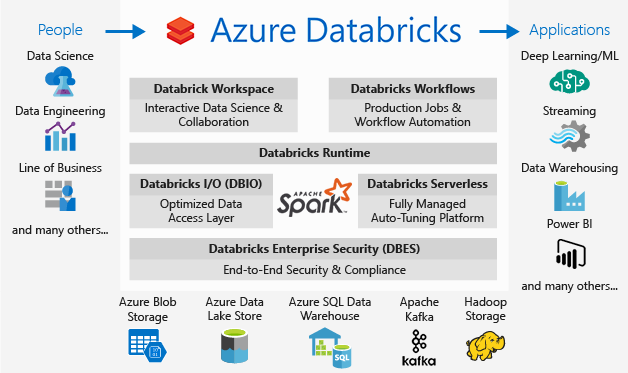 People
Azure Databricks
Applications
Data Science
Data Engineering
Line of Business
and many others...
Databrick Workspace
Interactive Data Science &
Collaboration
Databricks Workflows
Production Jobs &
Workflow Automation
Databricks Runtime
Databricks I/O (DBIO)
Optimized Data
Access Layer
APACHE
Spark™
Databricks Serverless
Fully Managed
Auto-Tuning Platform
Databricks Enterprise Security (DBES)
End-to-End Security & Compliance
Deep Learning/ML
Streaming
Data Warehousing
Power BI
and many others...
Azure Blob
Storage
Azure Data
Lake Store
Azure SQL Data
Warehouse
SQL
Apache
Kafka
kafka
Hadoop
Storage